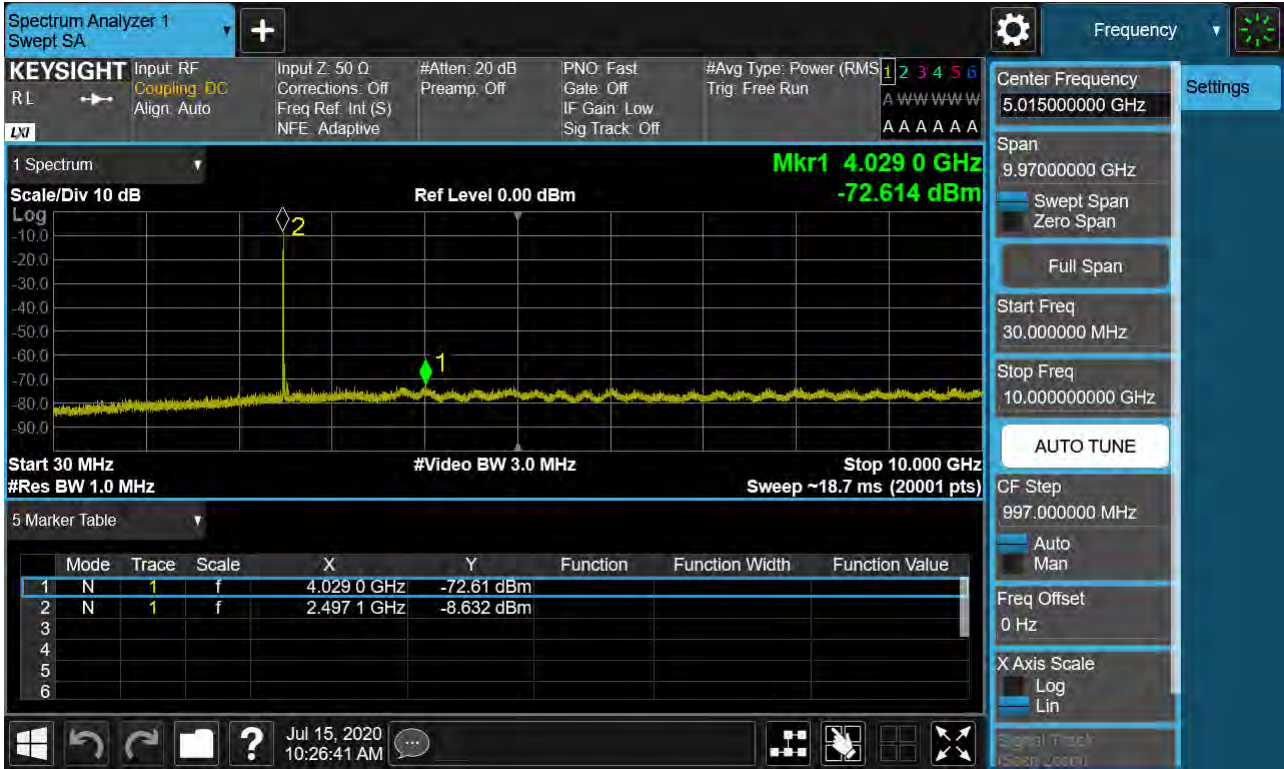 Spectrum Analyzer 1
Swept SA
+
Frequency
KEYSIGHT
R L
LXI
Input: RF
Coupling: DC
Align: Auto
Input Z: 50 Ω
Corrections: Off
Freq Ref: Int (S)
NFE: Adaptive
#Atten: 20 dB
Preamp: Off
PNO: Fast
Gate: Off
IF Gain: Low
Sig Track: Off
#Avg Type: Power (RMS
Trig: Free Run
1 2 3 4 5 6
A W W W W W
A A A A A A
1 Spectrum
Scale/Div 10 dB
Ref Level 0.00 dBm
Mkr1 4.029 0 GHz
-72.614 dBm
Log
-10.0
-20.0
-30.0
-40.0
-50.0
-60.0
-70.0
-80.0
-90.0
2
1
Start 30 MHz
#Video BW 3.0 MHz
Stop 10.000 GHz
#Res BW 1.0 MHz
Sweep ~18.7 ms (20001 pts)
5 Marker Table
Mode Trace Scale X Y Function Function Width Function Value
1 N 1 f 4.029 0 GHz -72.61 dBm
2 N 1 f 2.497 1 GHz -8.632 dBm
3
4
5
6
?
Jul 15, 2020
10:26:41 AM
Center Frequency
5.015000000 GHz
Settings
Span
9.97000000 GHz
Swept Span
Zero Span
Full Span
Start Freq
30.000000 MHz
Stop Freq
10.000000000 GHz
AUTO TUNE
CF Step
997.000000 MHz
Auto
Man
Freq Offset
0 Hz
X Axis Scale
Log
Lin
Signal Track
(Span Zoom)